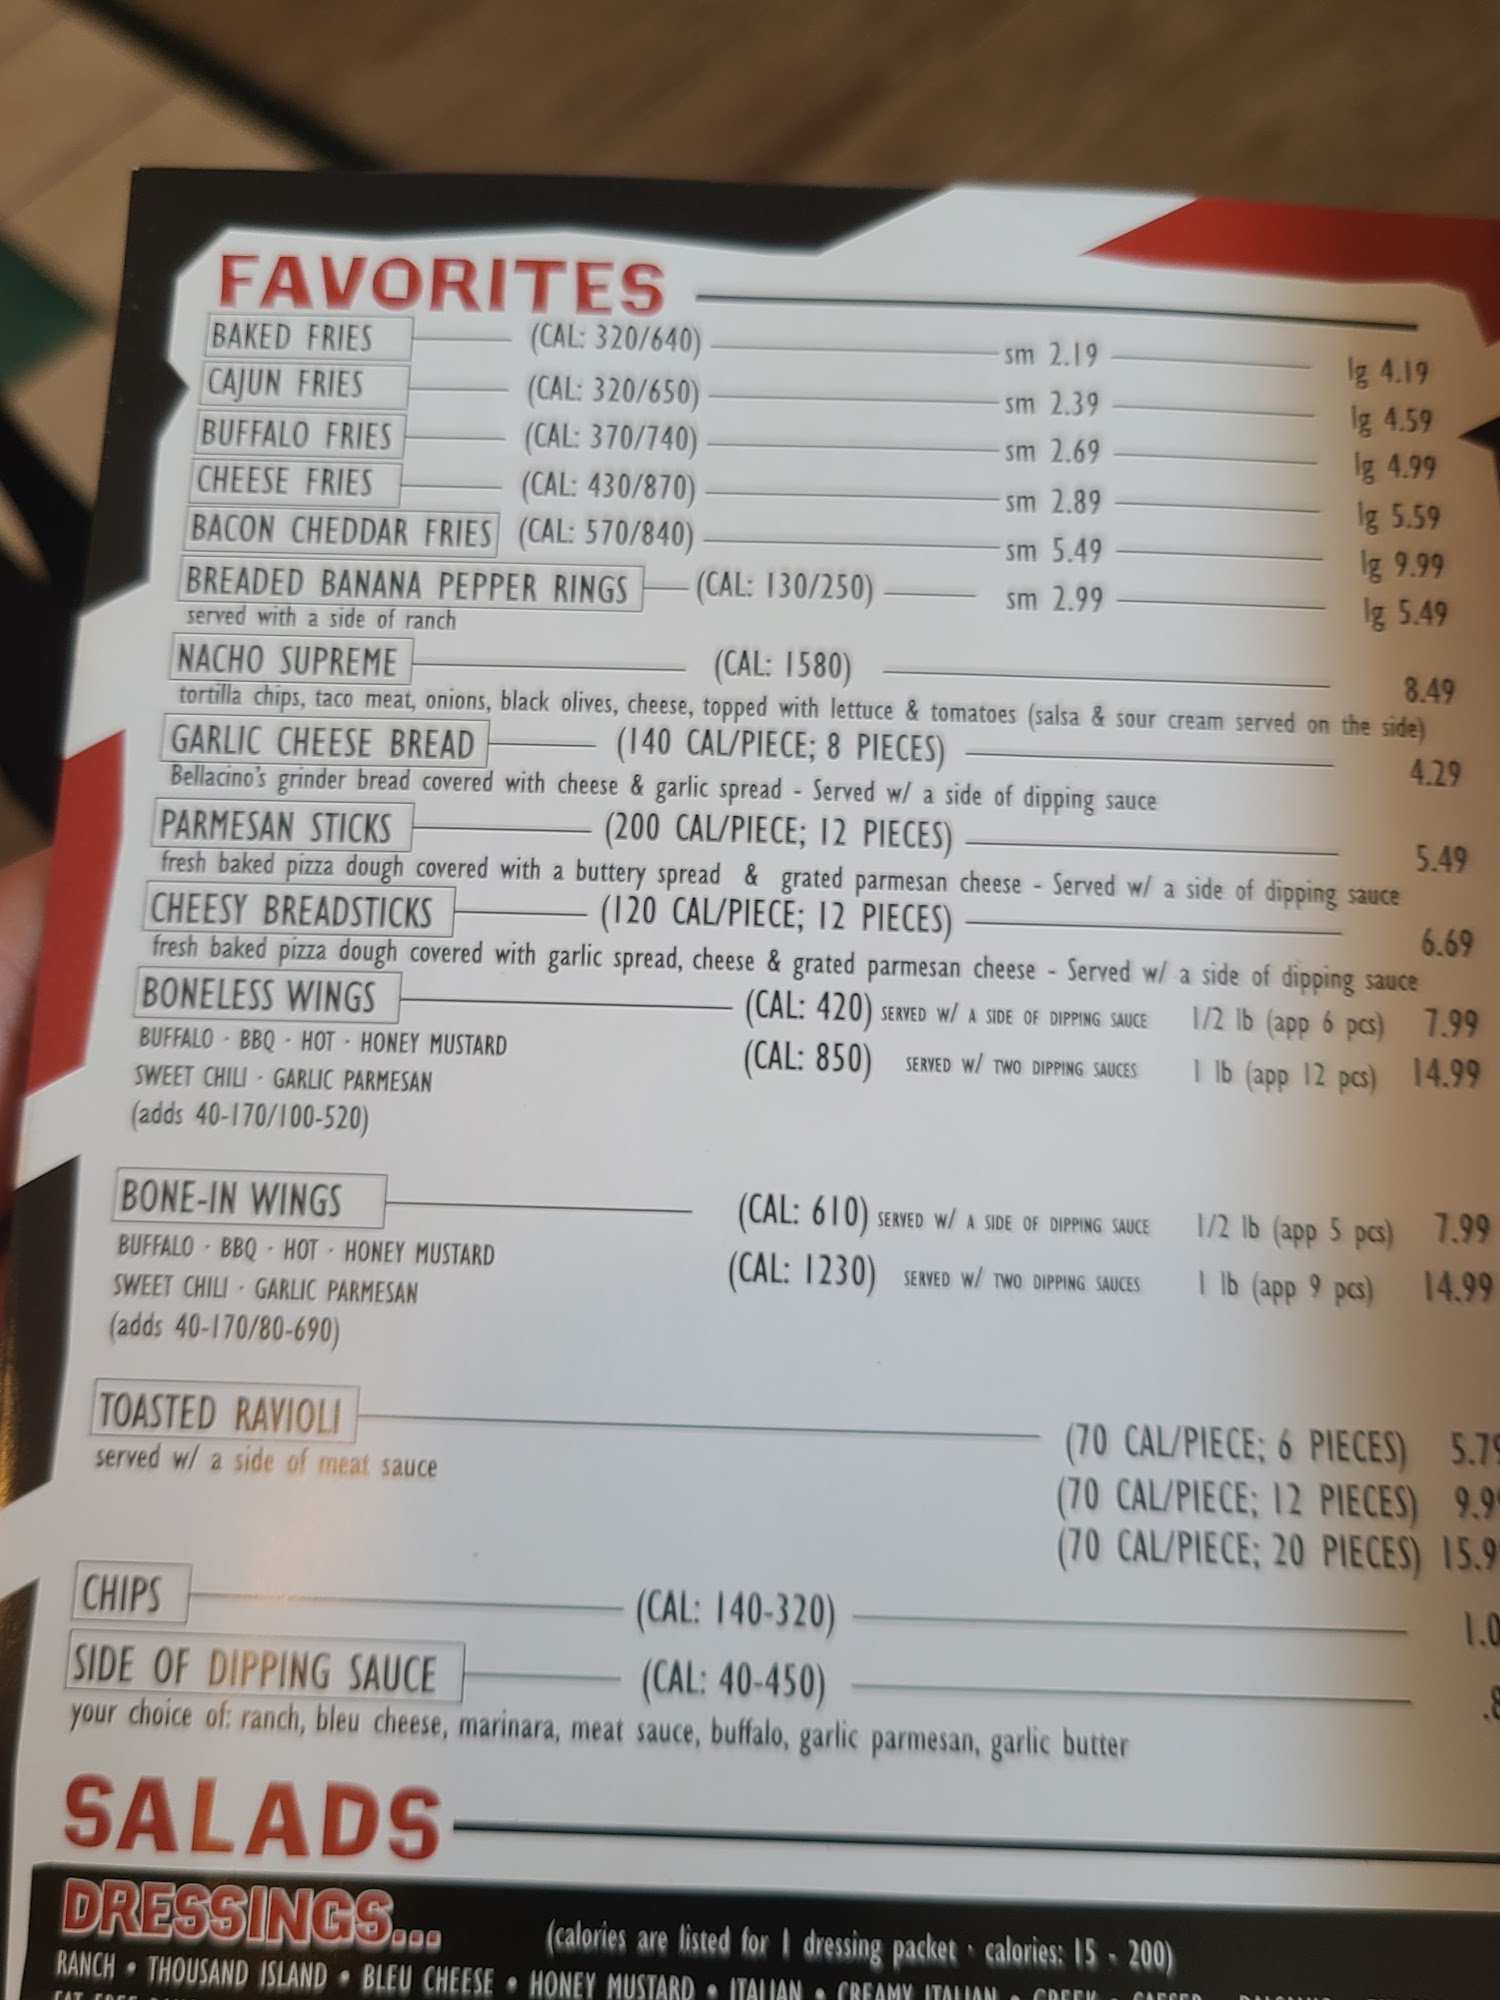 FAVORITES
BAKED FRIES (CAL: 320/640) sm 2.19 lg 4.19
CAJUN FRIES (CAL: 320/650) sm 2.39 lg 4.59
BUFFALO FRIES (CAL: 370/740) sm 2.69 lg 4.99
CHEESE FRIES (CAL: 430/870) sm 2.89 lg 5.59
BACON CHEDDAR FRIES (CAL: 570/840) sm 5.49 lg 9.99
BREADED BANANA PEPPER RINGS (CAL: 130/250) sm 2.99 lg 5.49
served with a side of ranch
NACHO SUPREME (CAL: 1580) 8.49
tortilla chips, taco meat, onions, black olives, cheese, topped with lettuce & tomatoes (salsa & sour cream served on the side)
GARLIC CHEESE BREAD (140 CAL/PIECE; 8 PIECES) 4.29
Bellacino's grinder bread covered with cheese & garlic spread - Served w/ a side of dipping sauce
PARMESAN STICKS (200 CAL/PIECE; 12 PIECES) 5.49
fresh baked pizza dough covered with a buttery spread & grated parmesan cheese - Served w/ a side of dipping sauce
CHEESY BREADSTICKS (120 CAL/PIECE; 12 PIECES) 6.69
fresh baked pizza dough covered with garlic spread, cheese & grated parmesan cheese - Served w/ a side of dipping sauce
BONELESS WINGS (CAL: 420) SERVED W/ A SIDE OF DIPPING SAUCE 1/2 lb (app 6 pcs) 7.99
BUFFALO · BBQ · HOT · HONEY MUSTARD (CAL: 850) SERVED W/ TWO DIPPING SAUCES 1 lb (app 12 pcs) 14.99
SWEET CHILI · GARLIC PARMESAN
(adds 40-170/100-520)
BONE-IN WINGS (CAL: 610) SERVED W/ A SIDE OF DIPPING SAUCE 1/2 lb (app 5 pcs) 7.99
BUFFALO · BBQ · HOT · HONEY MUSTARD (CAL: 1230) SERVED W/ TWO DIPPING SAUCES 1 lb (app 9 pcs) 14.99
SWEET CHILI · GARLIC PARMESAN
(adds 40-170/80-690)
TOASTED RAVIOLI (70 CAL/PIECE; 6 PIECES) 5.79
served w/ a side of meat sauce
(70 CAL/PIECE; 12 PIECES) 9.9
(70 CAL/PIECE; 20 PIECES) 15.9
CHIPS (CAL: 140-320) 1.0
SIDE OF DIPPING SAUCE (CAL: 40-450) .8
your choice of: ranch, bleu cheese, marinara, meat sauce, buffalo, garlic parmesan, garlic butter
SALADS
DRESSINGS... (calories are listed for 1 dressing packet · calories: 15 - 200)
RANCH • THOUSAND ISLAND • BLEU CHEESE • HONEY MUSTARD • ITALIAN • CREAMY ITALIAN • GREEK